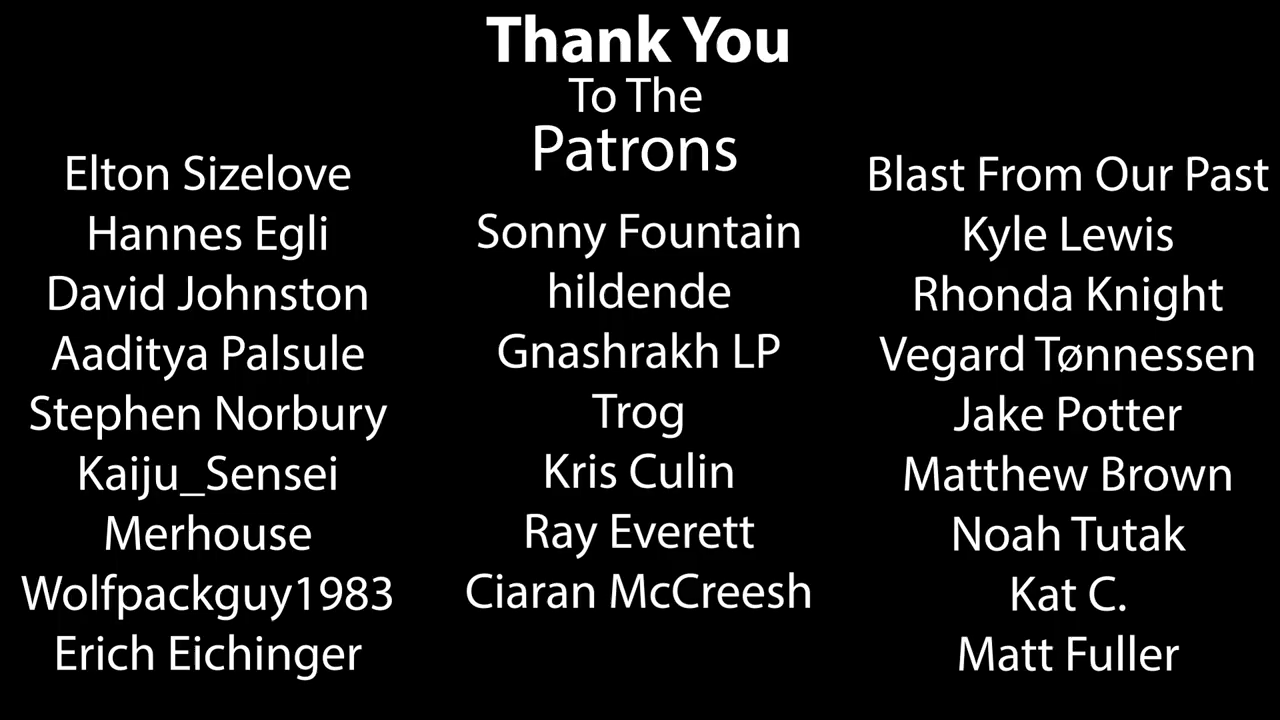 Thank You
To The
Patrons
Elton Sizelove
Hannes Egli
David Johnston
Aaditya Palsule
Stephen Norbury
Kaiju_Sensei
Merhouse
Wolfpackguy1983
Erich Eichinger
Sonny Fountain
hildende
Gnashrakh LP
Trog
Kris Culin
Ray Everett
Ciaran McCreesh
Blast From Our Past
Kyle Lewis
Rhonda Knight
Vegard Tønnessen
Jake Potter
Matthew Brown
Noah Tutak
Kat C.
Matt Fuller